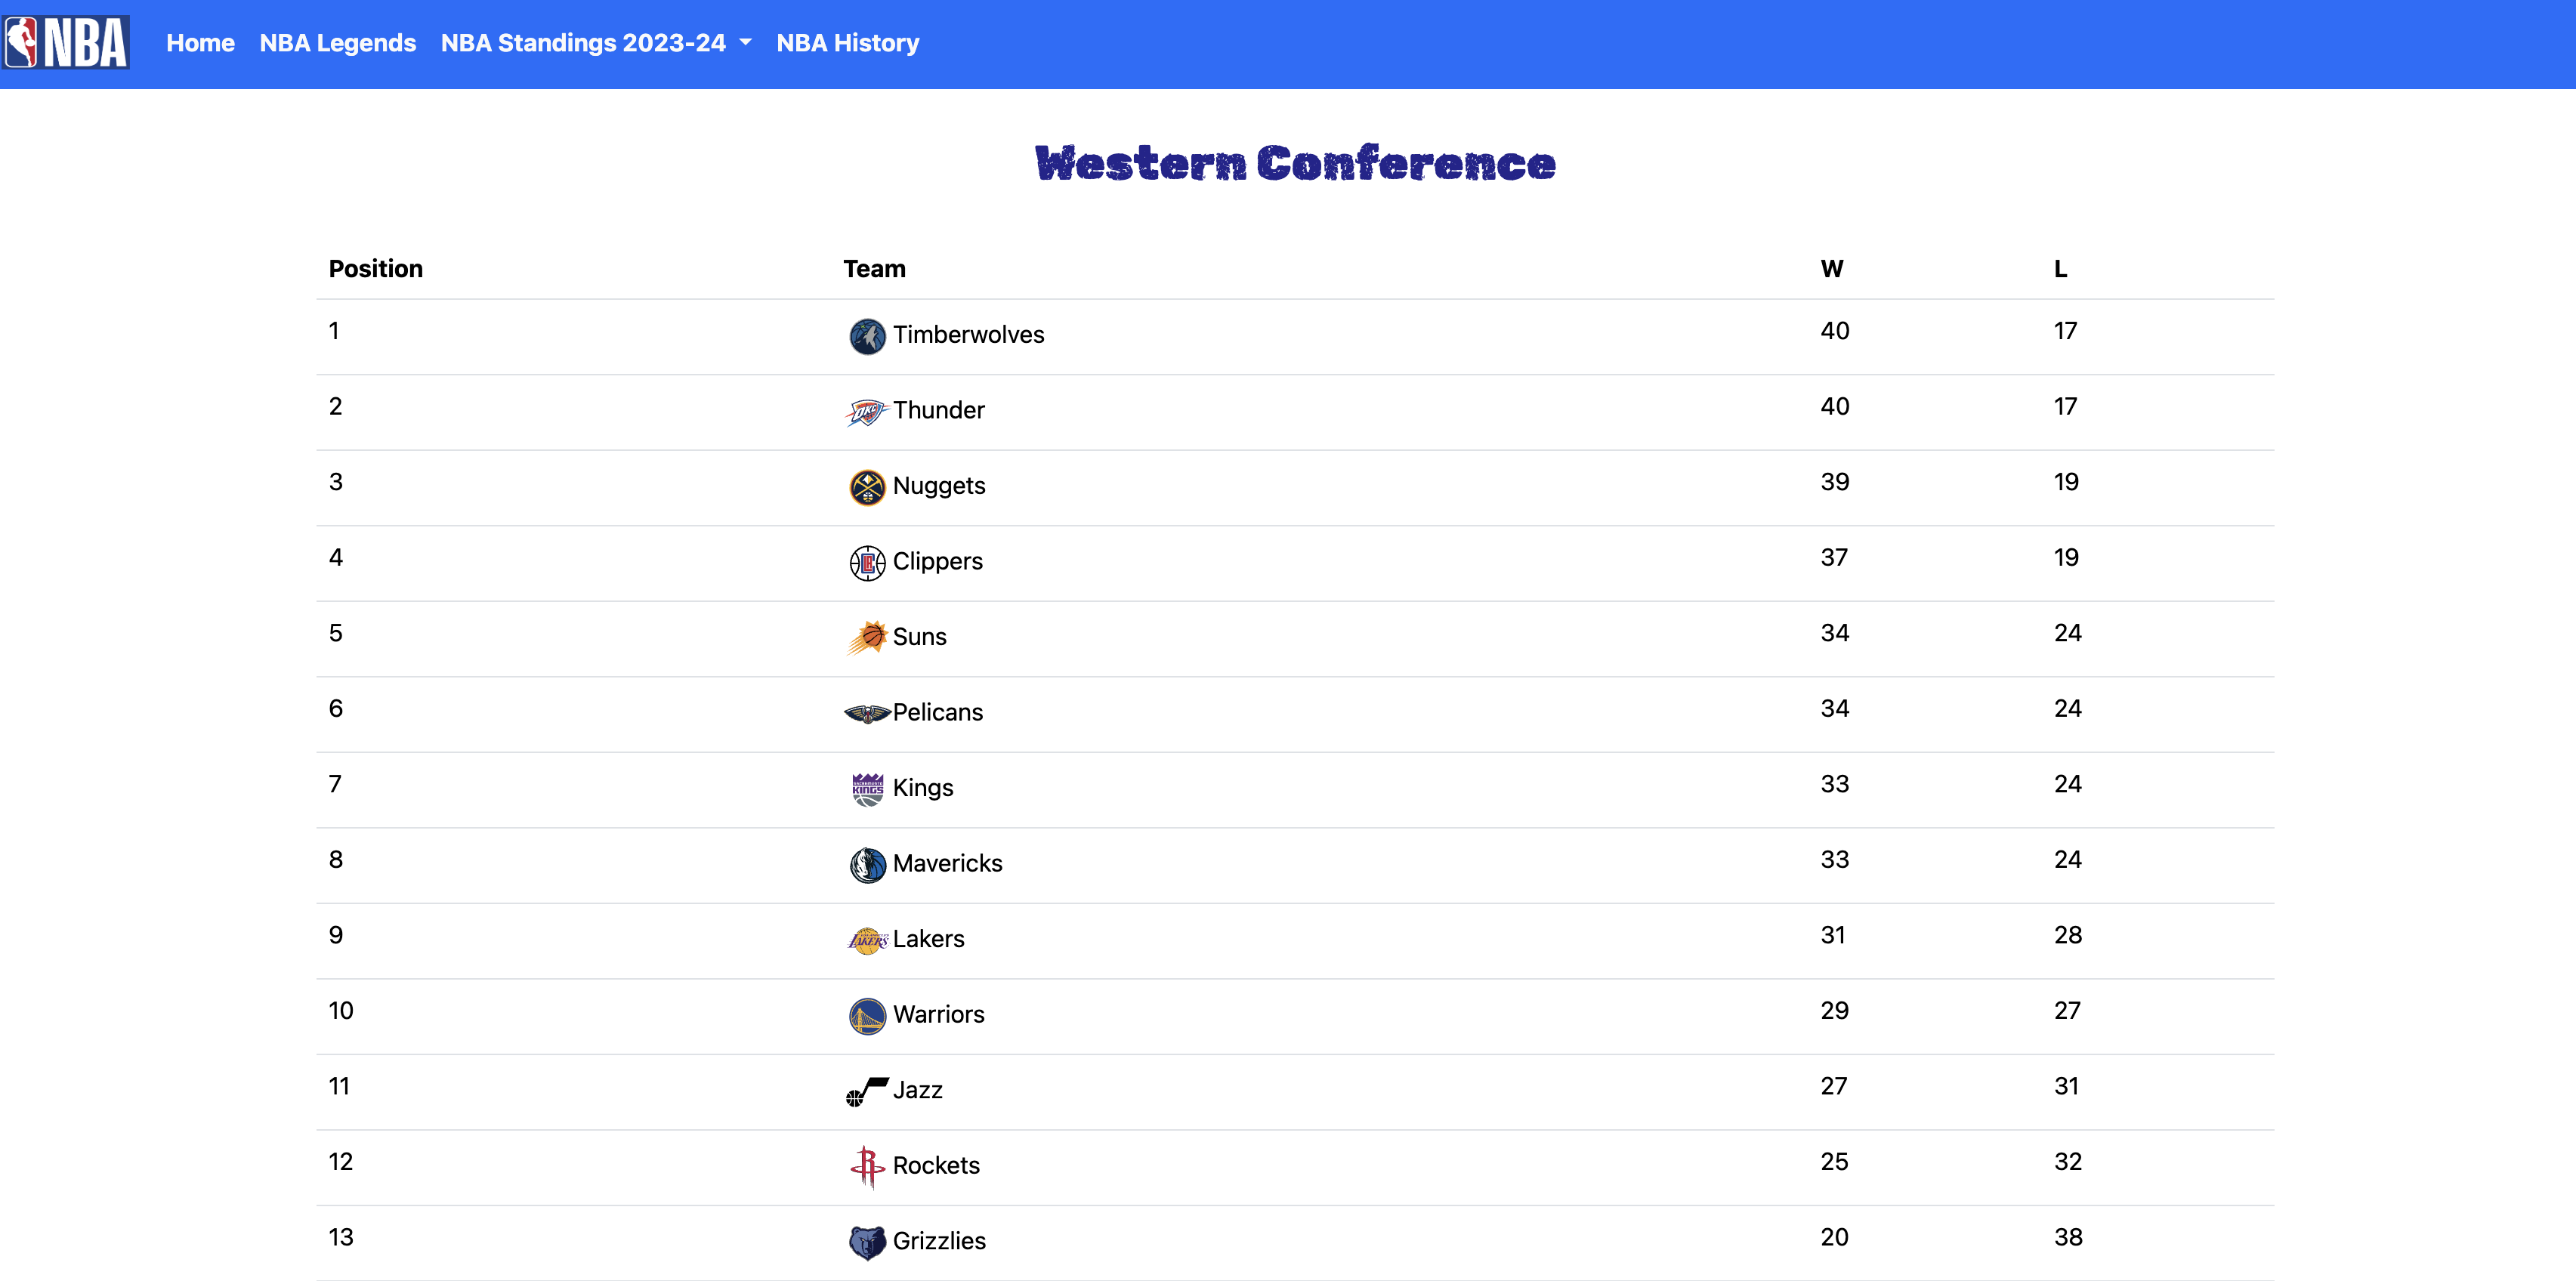 NBA Home NBA Legends NBA Standings 2023-24 NBA History
Western Conference
Position Team W L
1 Timberwolves 40 17
2 OKC Thunder 40 17
3 Nuggets 39 19
4 Clippers 37 19
5 Suns 34 24
6 Pelicans 34 24
7 KINGS Kings 33 24
8 Mavericks 33 24
9 LAKERS Lakers 31 28
10 Warriors 29 27
11 Jazz 27 31
12 R Rockets 25 32
13 Grizzlies 20 38